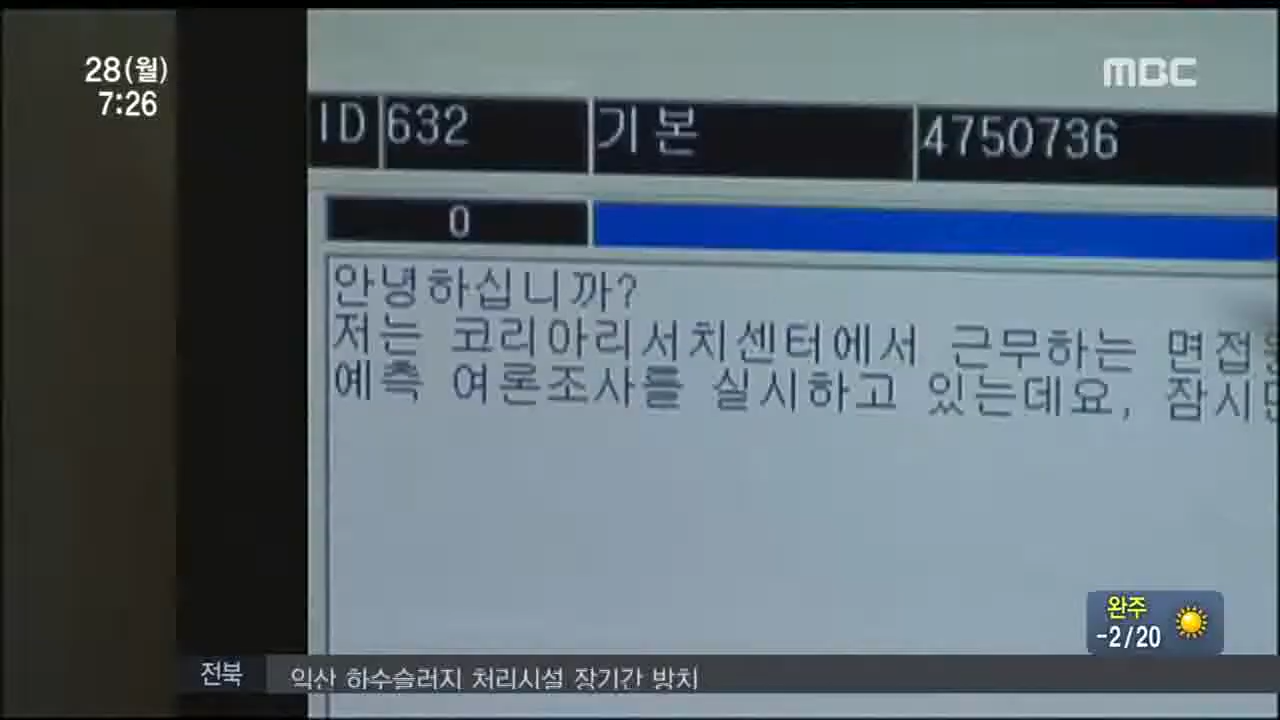 28(월)
7:26
MBC
ID 632 기본 4750736
0
안녕하십니까?
저는 코리아리서치센터에서 근무하는 면접
예측 여론조사를 실시하고 있는데요, 잠시
완주
-2/20
전북 익산 하수슬러지 처리시설 장기간 방치